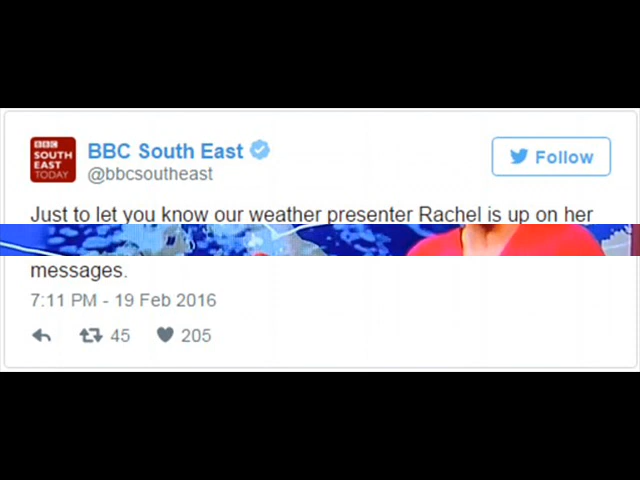 BBC
SOUTH
EAST
TODAY
BBC South East
@bbcsoutheast
Follow
Just to let you know our weather presenter Rachel is up on her
messages.
7:11 PM - 19 Feb 2016
45
205